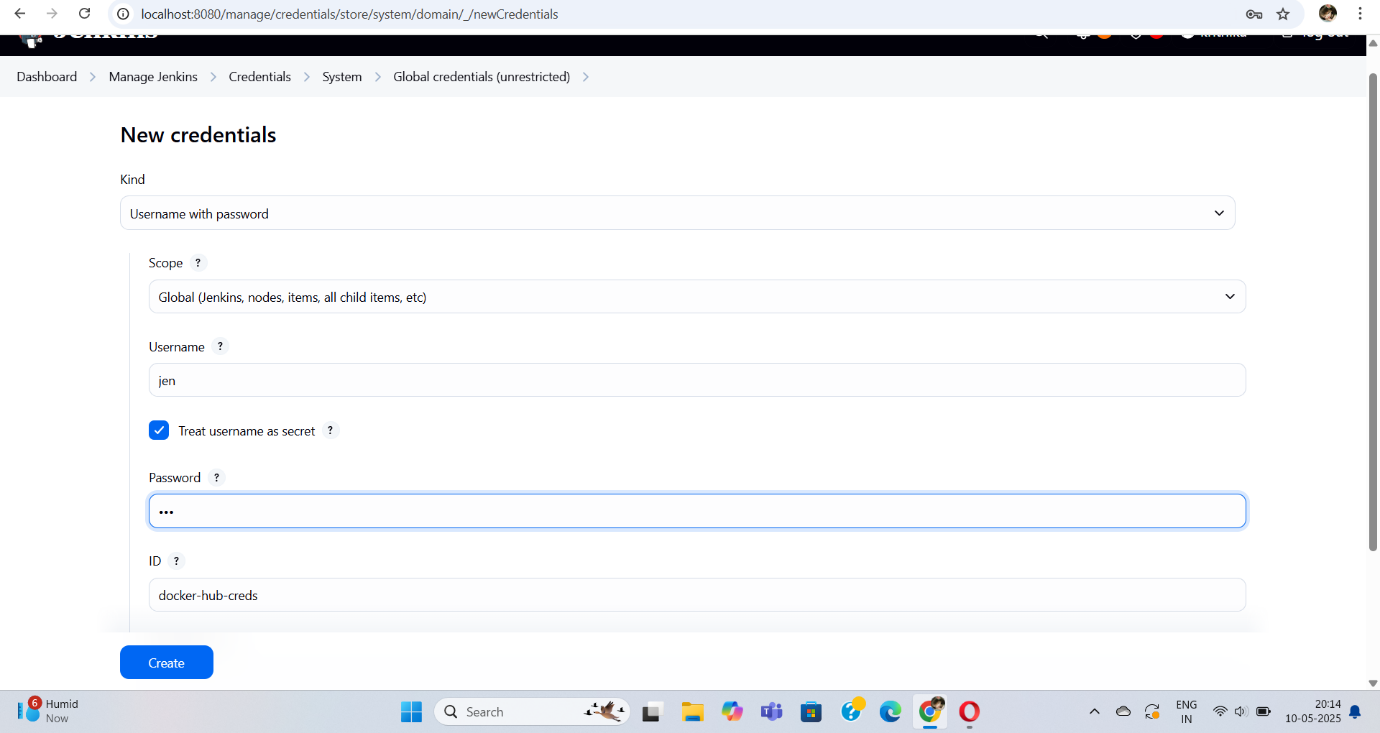 localhost:8080/manage/credentials/store/system/domain/_/newCredentials
Dashboard > Manage Jenkins > Credentials > System > Global credentials (unrestricted) >
New credentials
Kind
Username with password
Scope ?
Global (Jenkins, nodes, items, all child items, etc)
Username ?
jen
Treat username as secret ?
Password ?
•••
ID ?
docker-hub-creds
Create
6
Humid
Now
Search
ENG
IN
20:14
10-05-2025